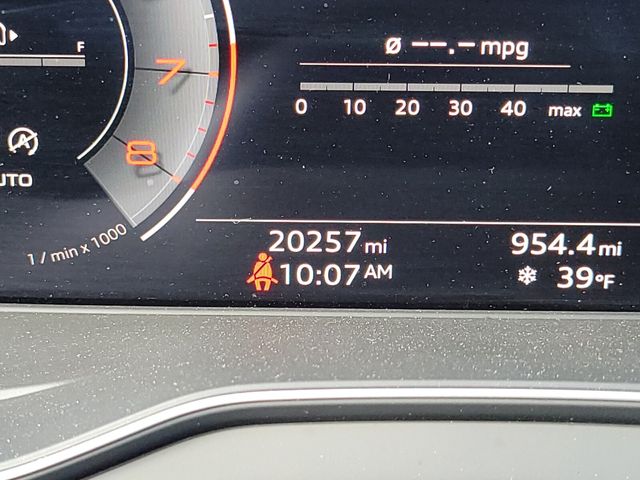 F
7
8
AUTO
1 / min x 1000
Ø --.- mpg
0 10 20 30 40 max
20257 mi
954.4 mi
10:07 AM
39°F